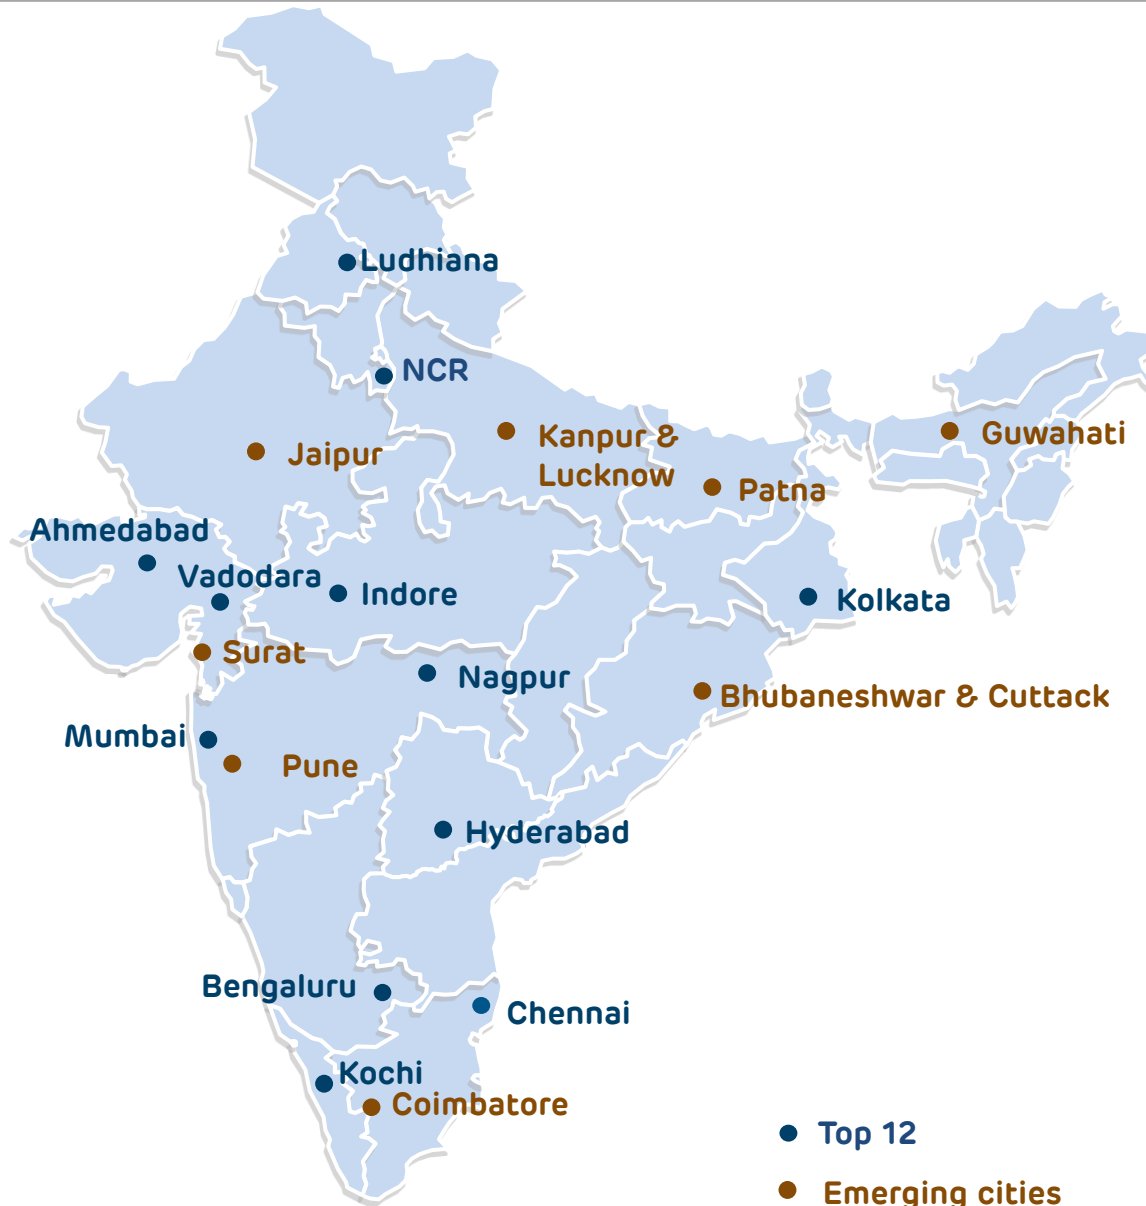 Ludhiana
NCR
Jaipur
Kanpur &
Lucknow
Guwahati
Patna
Ahmedabad
Vadodara
Indore
Kolkata
Surat
Nagpur
Bhubaneshwar & Cuttack
Mumbai
Pune
Hyderabad
Bengaluru
Chennai
Kochi
Coimbatore
Top 12
Emerging cities